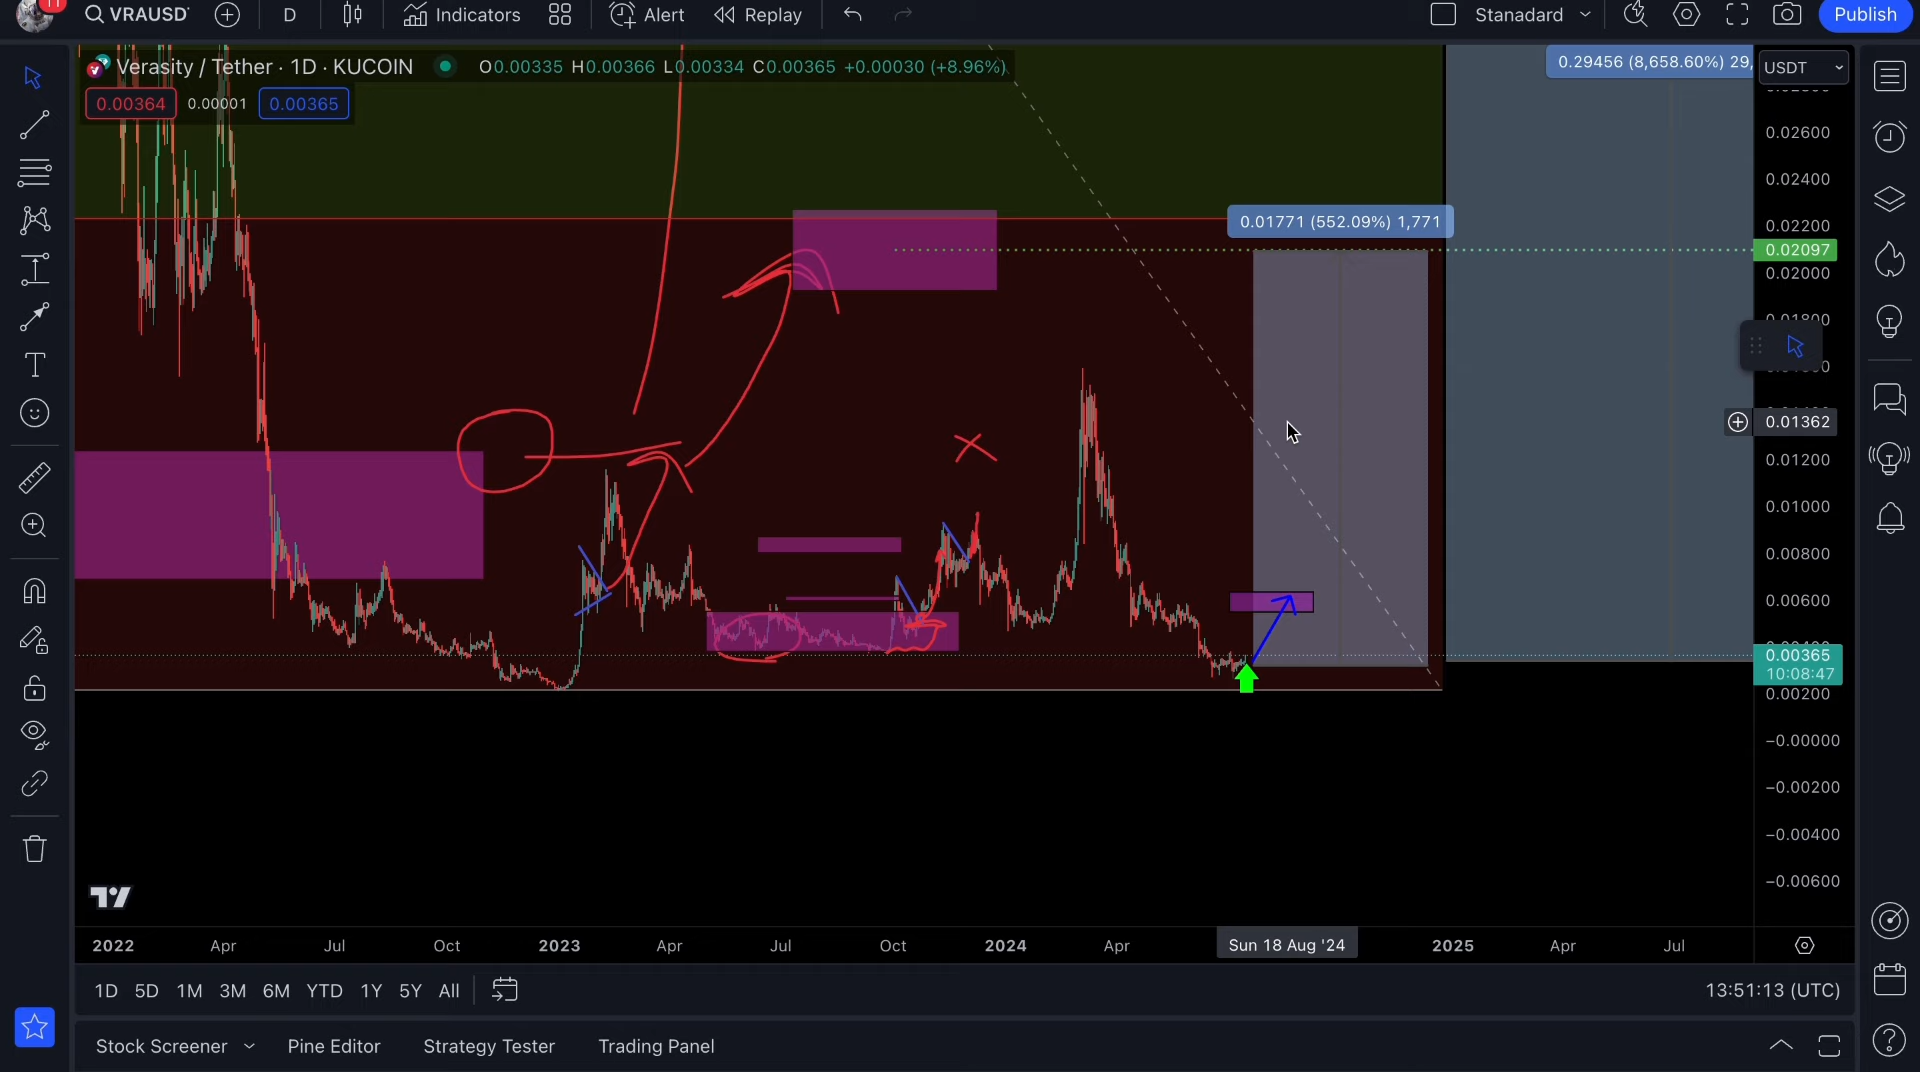 11
VRAUSD
D
Indicators
Alert
Replay
Stanadard
Publish
Verasity / Tether · 1D · KUCOIN
O0.00335 H0.00366 L0.00334 C0.00365 +0.00030 (+8.96%)
0.00364
0.00001
0.00365
0.29456 (8,658.60%) 29,
USDT
0.02600
0.02400
0.02200
0.01771 (552.09%) 1,771
0.02097
0.02000
0.01362
0.01200
0.01000
0.00800
0.00600
0.00365
10:08:47
0.00200
−0.00000
−0.00200
−0.00400
−0.00600
2022
Apr
Jul
Oct
2023
Apr
Jul
Oct
2024
Apr
Sun 18 Aug '24
2025
Apr
Jul
1D 5D 1M 3M 6M YTD 1Y 5Y All
13:51:13 (UTC)
Stock Screener
Pine Editor
Strategy Tester
Trading Panel